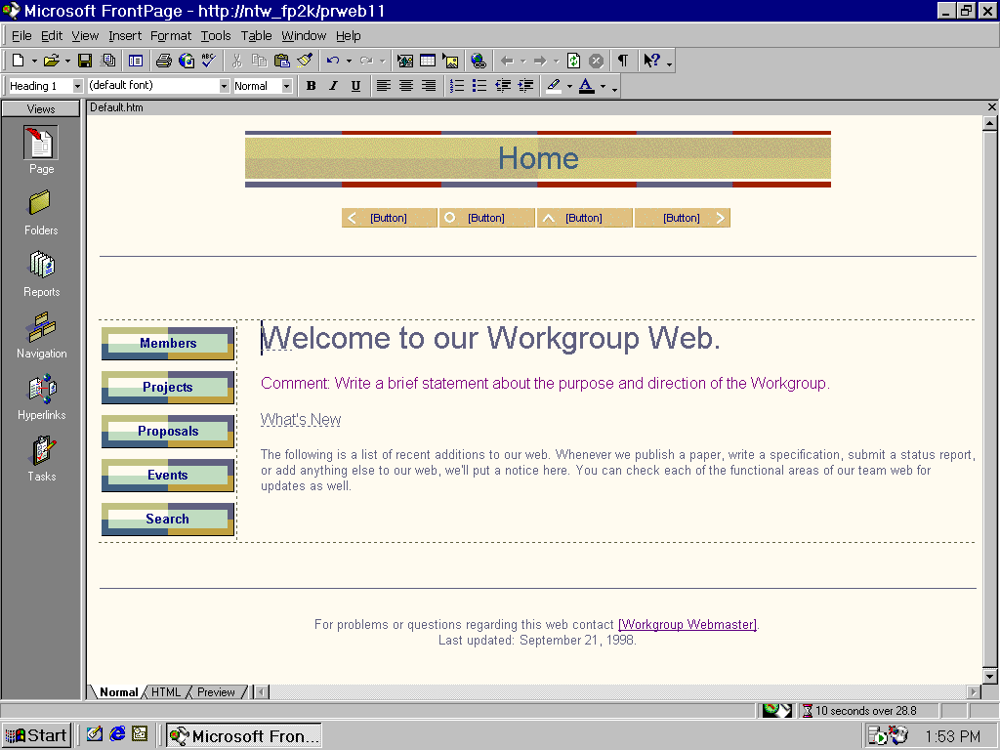 Microsoft FrontPage - http://ntw_fp2k/prweb11
File Edit View Insert Format Tools Table Window Help
Heading 1 (default font) Normal B I U A
Views
Default.htm
Page
Folders
Reports
Navigation
Hyperlinks
Tasks
Home
[Button] [Button] [Button] [Button]
Members
Projects
Proposals
Events
Search
Welcome to our Workgroup Web.
Comment: Write a brief statement about the purpose and direction of the Workgroup.
What's New
The following is a list of recent additions to our web. Whenever we publish a paper, write a specification, submit a status report,
or add anything else to our web, we'll put a notice here. You can check each of the functional areas of our team web for
updates as well.
For problems or questions regarding this web contact [Workgroup Webmaster].
Last updated: September 21, 1998.
Normal HTML Preview
10 seconds over 28.8
Start Microsoft Fron... 1:53 PM